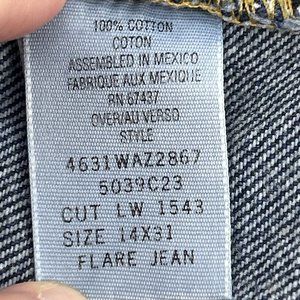 100% COTTON
COTON
ASSEMBLED IN MEXICO
FABRIQUE AUX MEXIQUE
RN 67437
OVER/AU VERSO
STYLE
4631WAZ2867
5039C23
CUT LW 1543
SIZE 14X31
FLARE JEAN